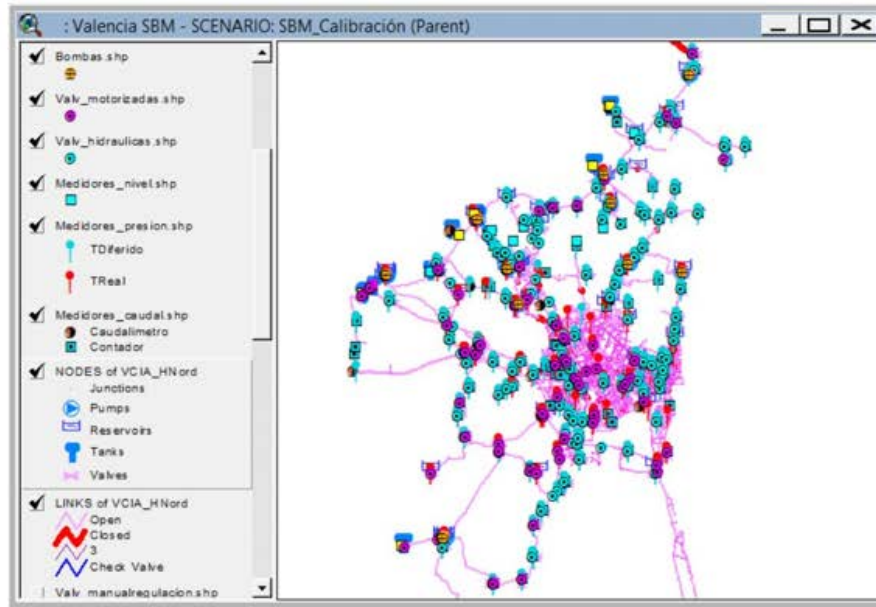 : Valencia SBM - SCENARIO: SBM_Calibración (Parent)
Bombas.shp
Valv_motorizadas.shp
Valv_hidraulicas.shp
Medidores_nivel.shp
Medidores_presion.shp
TDiferido
TReal
Medidores_caudal.shp
Caudalimetro
Contador
NODES of VCIA_HNord
Junctions
Pumps
Reservoirs
Tanks
Valves
LINKS of VCIA_HNord
Open
Closed
3
Check Valve
Valv_manualregulacion.shp